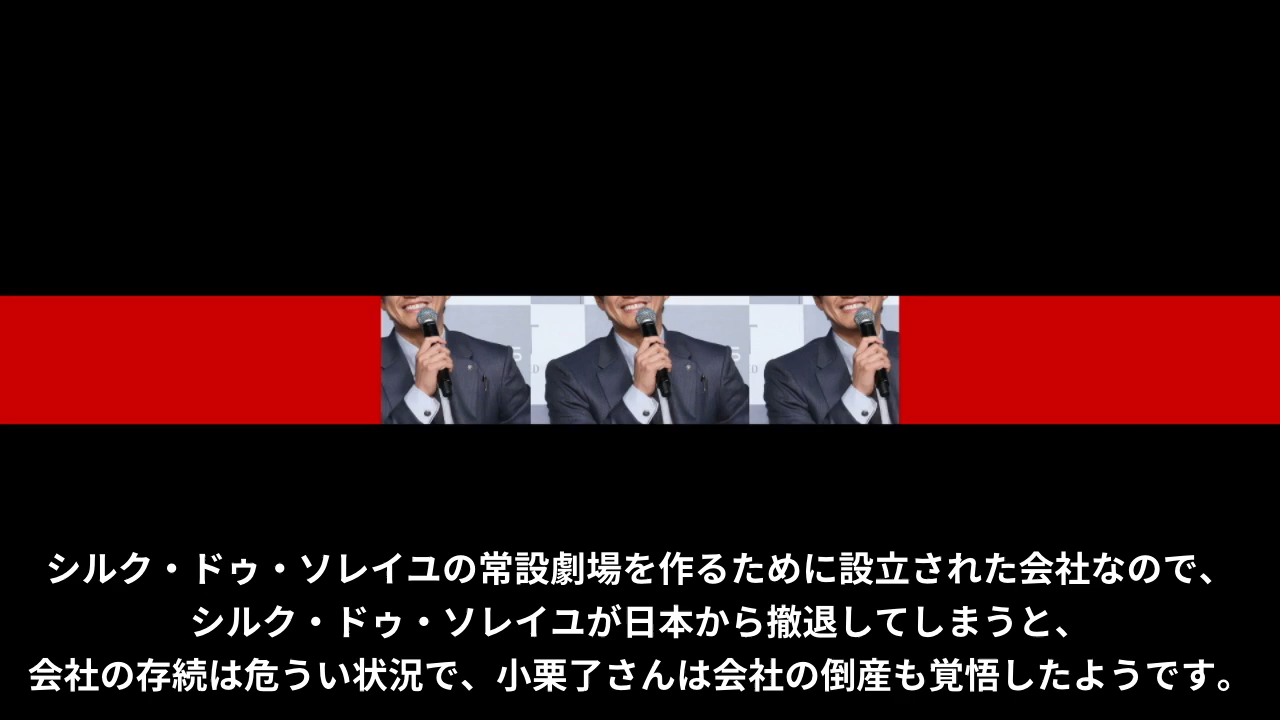 シルク・ドゥ・ソレイユの常設劇場を作るために設立された会社なので、
シルク・ドゥ・ソレイユが日本から撤退してしまうと、
会社の存続は危うい状況で、小栗了さんは会社の倒産も覚悟したようです。